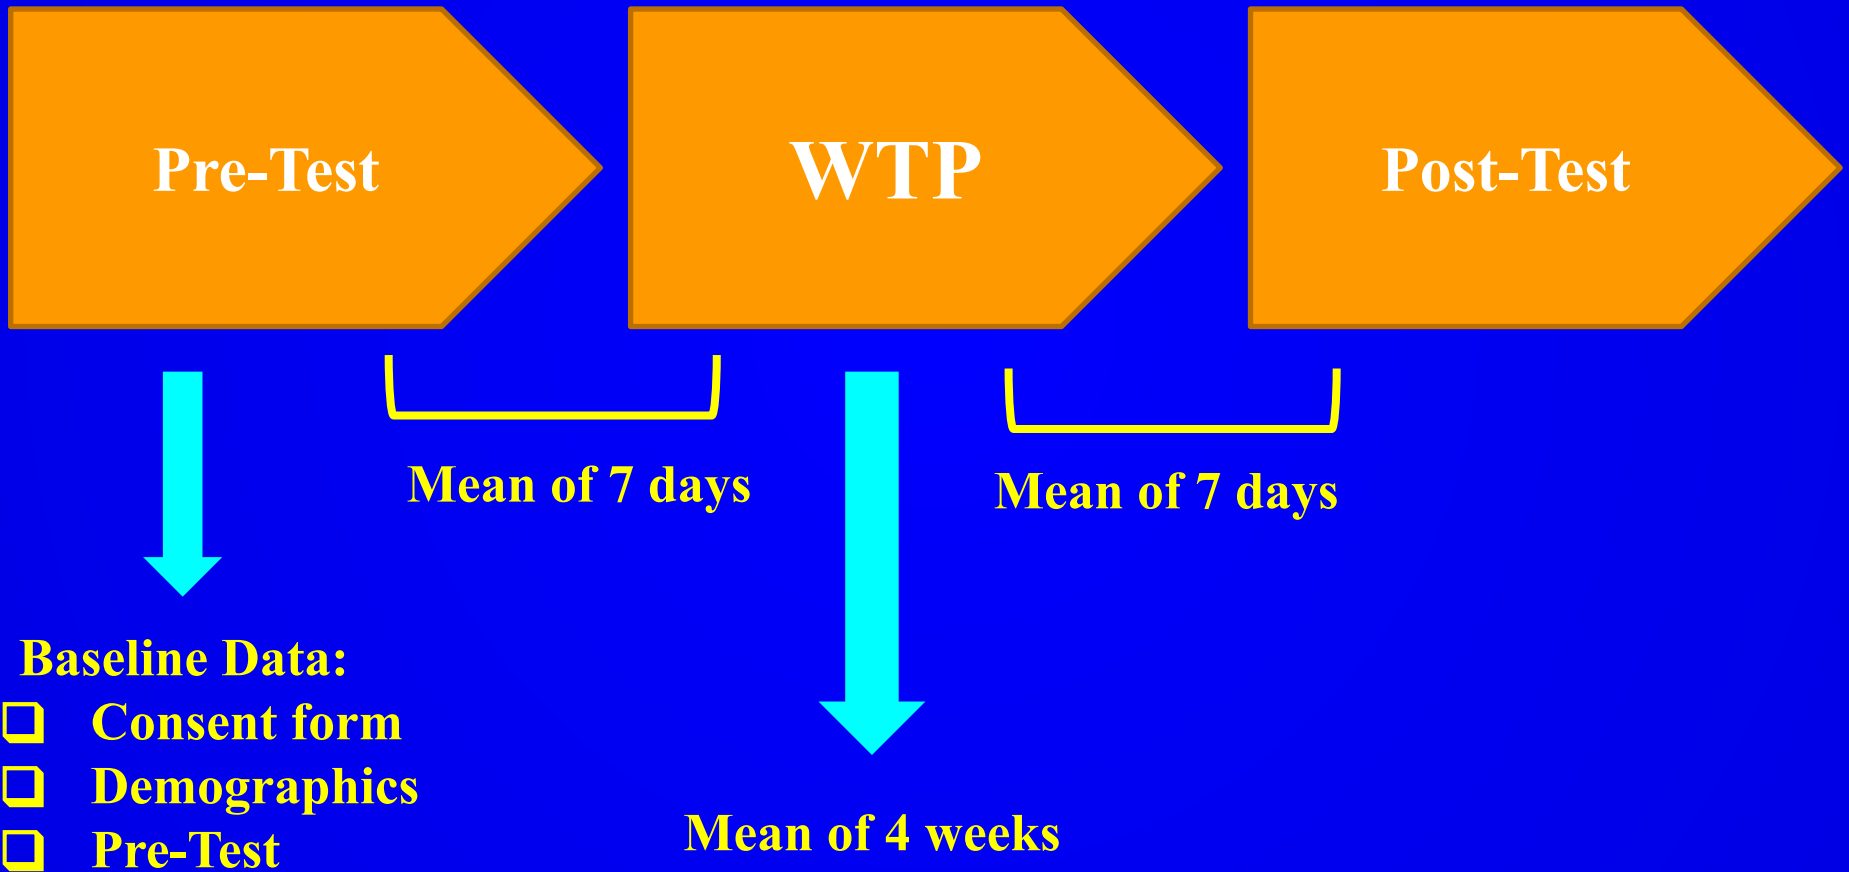 Pre-Test
WTP
Post-Test
Mean of 7 days
Mean of 7 days
Baseline Data:
Consent form
Demographics
Pre-Test
Mean of 4 weeks